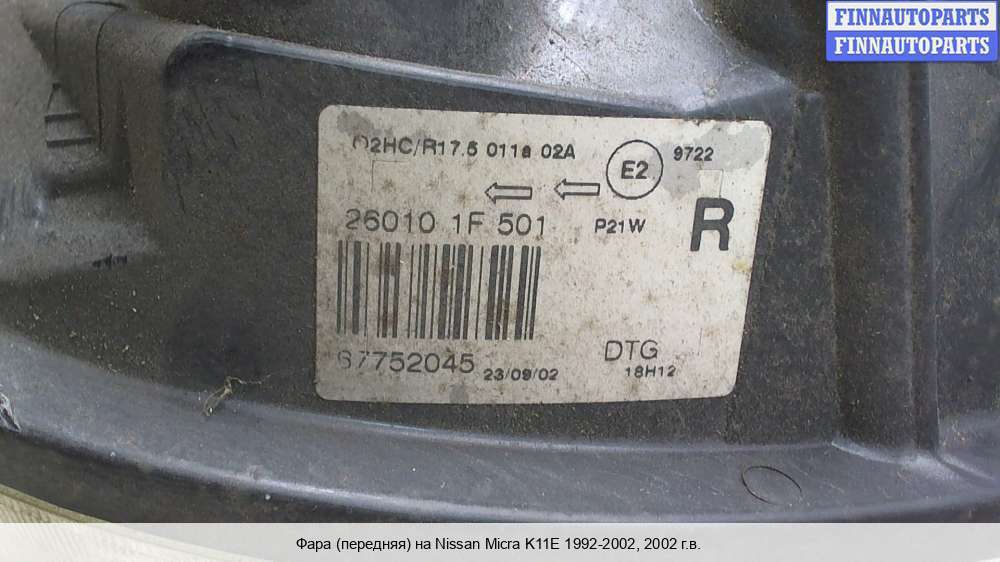 FINNAUTOPARTS
FINNAUTOPARTS
02HC/R17.5 011a 02A E2 9722
26010 1F 501 P21W R
67752045 23/09/02 DTG
18H12
Фара (передняя) на Nissan Micra K11E 1992-2002, 2002 г.в.